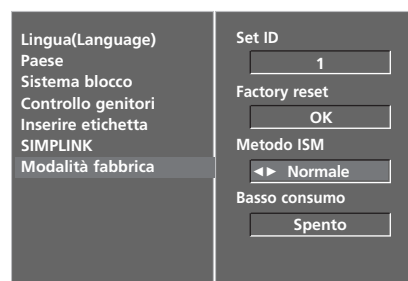 Lingua(Language)
Paese
Sistema blocco
Controllo genitori
Inserire etichetta
SIMPLINK
Modalità fabbrica
Set ID
1
Factory reset
OK
Metodo ISM
◄► Normale
Basso consumo
Spento